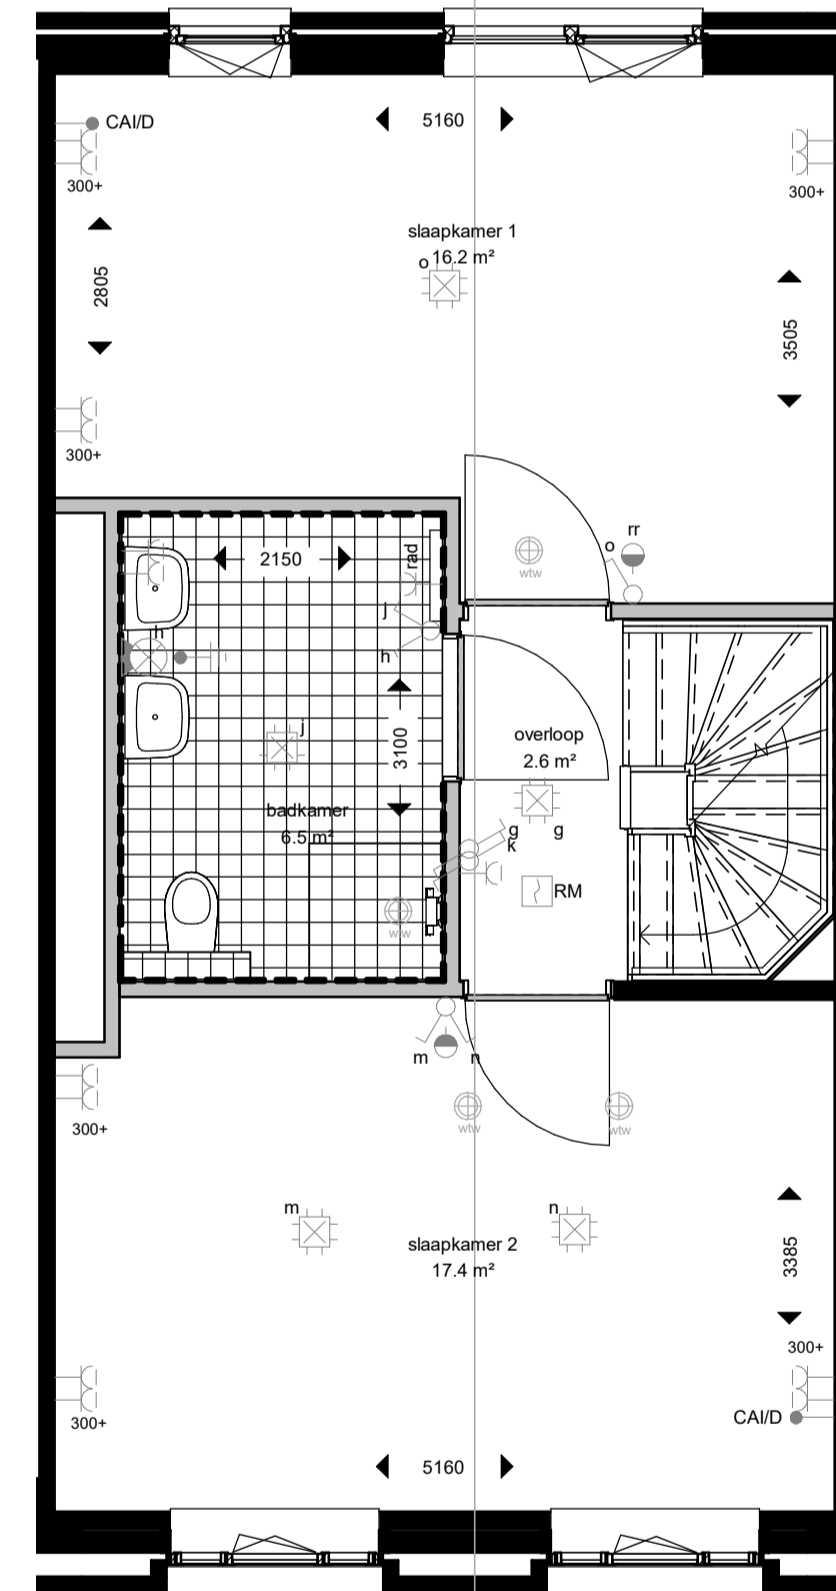 CAI/D
5160
300+
300+
slaapkamer 1
16.2 m²
o
2805
3505
300+
rr
o
wtw
2150
rad
j
h
h
j
3100
overloop
2.6 m²
badkamer
6.5 m²
g
g
k
RM
wtw
m
n
wtw
wtw
300+
m
n
slaapkamer 2
17.4 m²
3385
300+
300+
CAI/D
5160